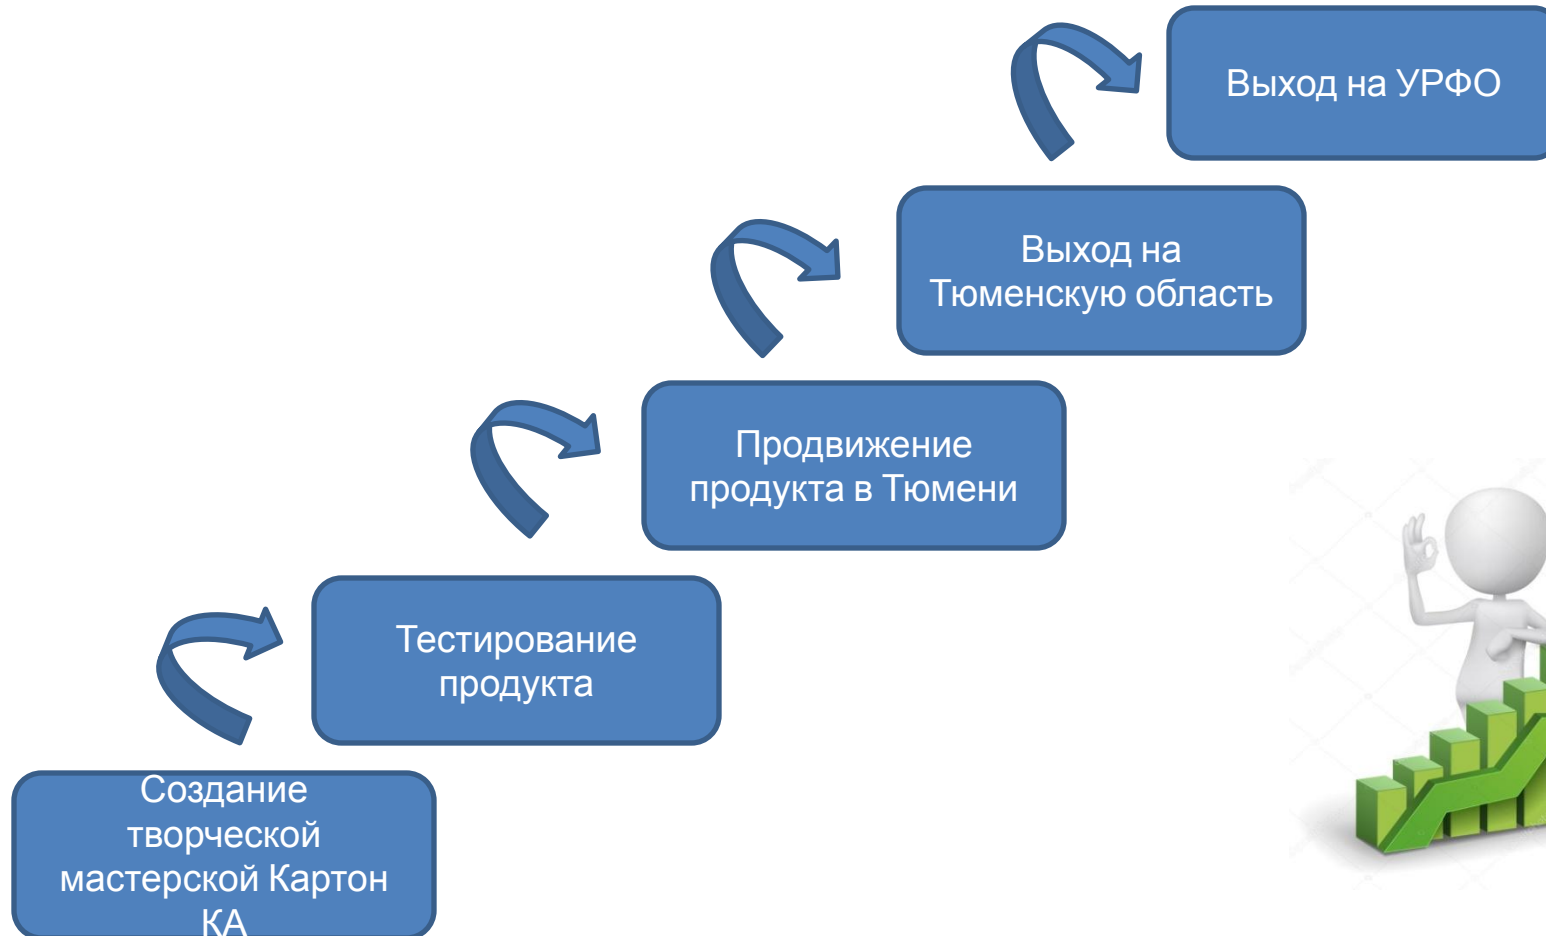 Выход на УРФО
Выход на
Тюменскую область
Продвижение
продукта в Тюмени
Тестирование
продукта
Создание
творческой
мастерской Картон
КА